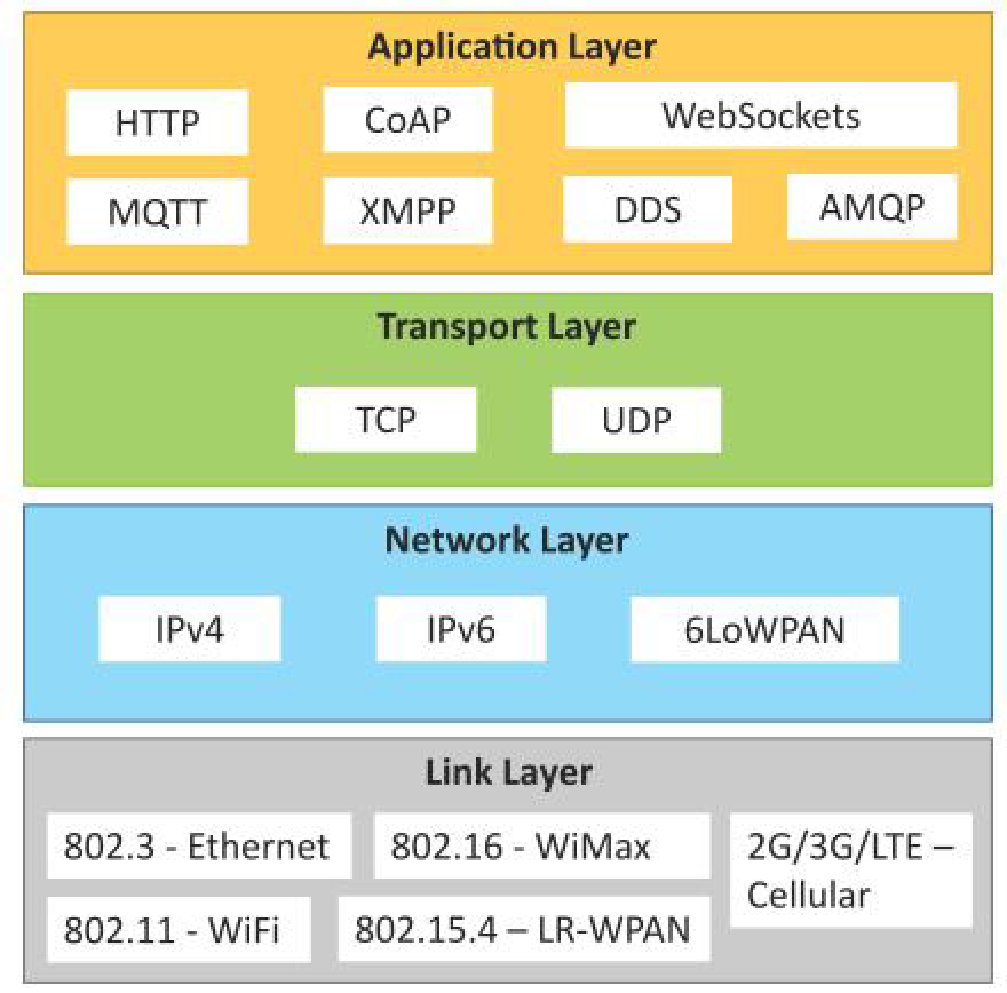 Application Layer
HTTP
CoAP
WebSockets
MQTT
XMPP
DDS
AMQP
Transport Layer
TCP
UDP
Network Layer
IPv4
IPv6
6LoWPAN
Link Layer
802.3 - Ethernet
802.16 - WiMax
2G/3G/LTE –
Cellular
802.11 - WiFi
802.15.4 – LR-WPAN